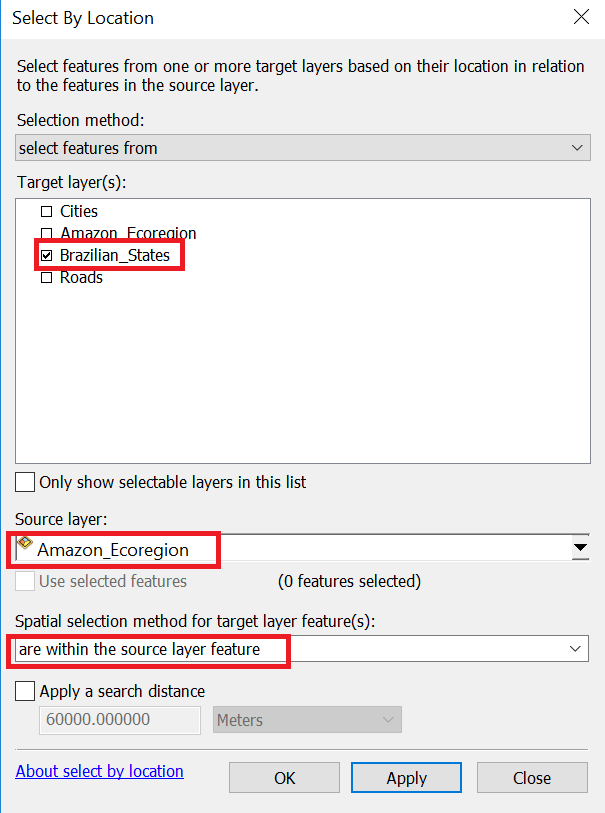 Select By Location
Select features from one or more target layers based on their location in relation
to the features in the source layer.
Selection method:
select features from
Target layer(s):
Cities
Amazon_Ecoregion
Brazilian_States
Roads
Only show selectable layers in this list
Source layer:
Amazon_Ecoregion
Use selected features (0 features selected)
Spatial selection method for target layer feature(s):
are within the source layer feature
Apply a search distance
60000.000000 Meters
About select by location OK Apply Close